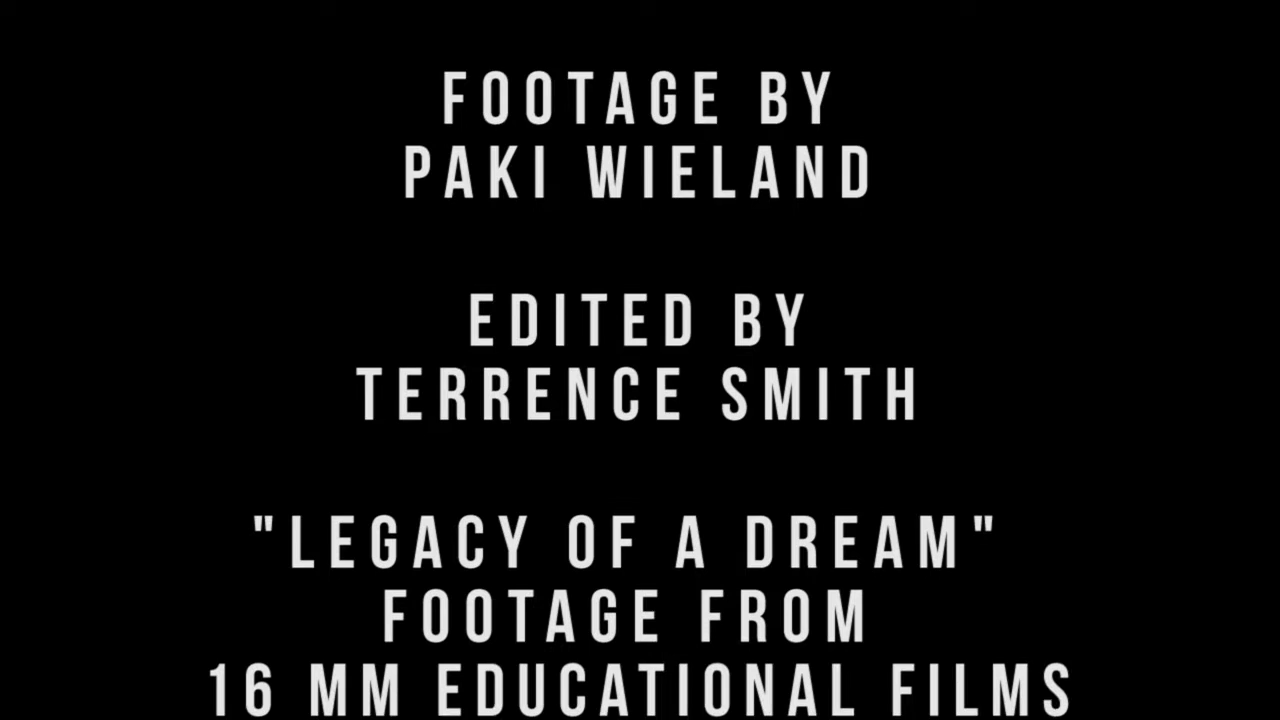 FOOTAGE BY
PAKI WIELAND
EDITED BY
TERRENCE SMITH
"LEGACY OF A DREAM"
FOOTAGE FROM
16 MM EDUCATIONAL FILMS